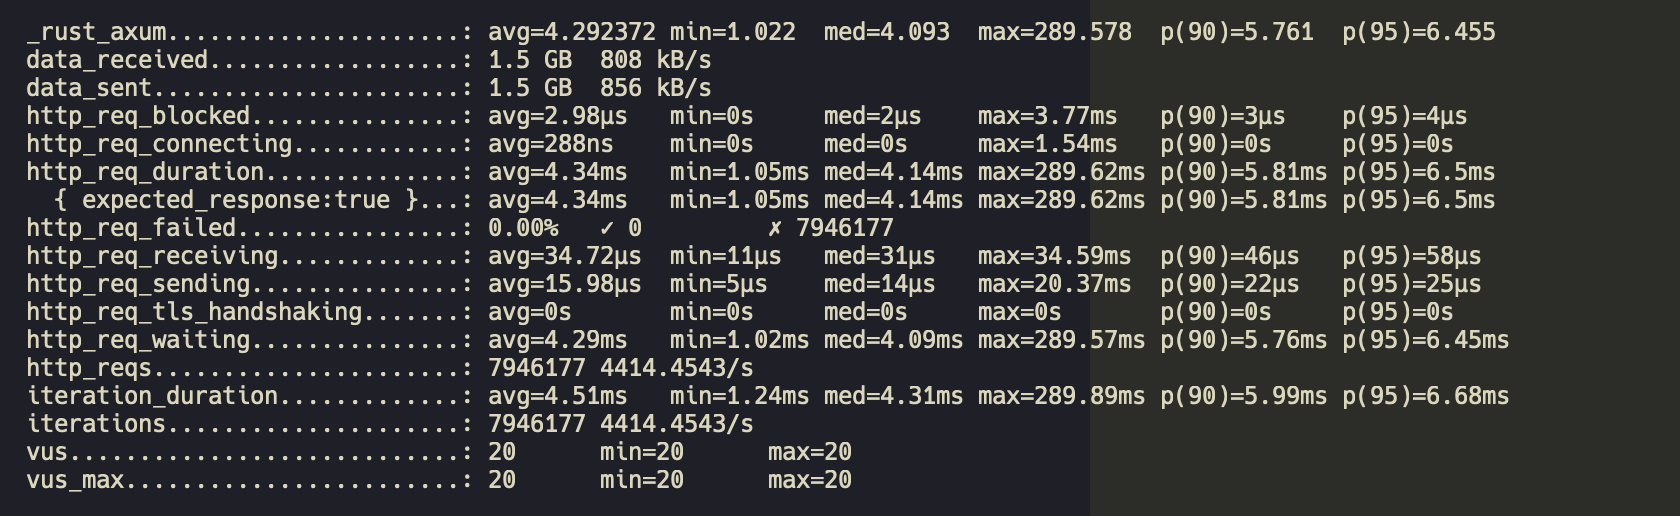 _rust_axum.....................: avg=4.292372 min=1.022  med=4.093  max=289.578  p(90)=5.761  p(95)=6.455
data_received..................: 1.5 GB  808 kB/s
data_sent......................: 1.5 GB  856 kB/s
http_req_blocked...............: avg=2.98µs   min=0s     med=2µs    max=3.77ms   p(90)=3µs    p(95)=4µs
http_req_connecting............: avg=288ns    min=0s     med=0s     max=1.54ms   p(90)=0s     p(95)=0s
http_req_duration..............: avg=4.34ms   min=1.05ms med=4.14ms max=289.62ms p(90)=5.81ms p(95)=6.5ms
  { expected_response:true }...: avg=4.34ms   min=1.05ms med=4.14ms max=289.62ms p(90)=5.81ms p(95)=6.5ms
http_req_failed................: 0.00%   ✓ 0         ✗ 7946177
http_req_receiving.............: avg=34.72µs  min=11µs   med=31µs   max=34.59ms  p(90)=46µs   p(95)=58µs
http_req_sending...............: avg=15.98µs  min=5µs    med=14µs   max=20.37ms  p(90)=22µs   p(95)=25µs
http_req_tls_handshaking.......: avg=0s       min=0s     med=0s     max=0s       p(90)=0s     p(95)=0s
http_req_waiting...............: avg=4.29ms   min=1.02ms med=4.09ms max=289.57ms p(90)=5.76ms p(95)=6.45ms
http_reqs......................: 7946177 4414.4543/s
iteration_duration.............: avg=4.51ms   min=1.24ms med=4.31ms max=289.89ms p(90)=5.99ms p(95)=6.68ms
iterations.....................: 7946177 4414.4543/s
vus............................: 20      min=20      max=20
vus_max........................: 20      min=20      max=20